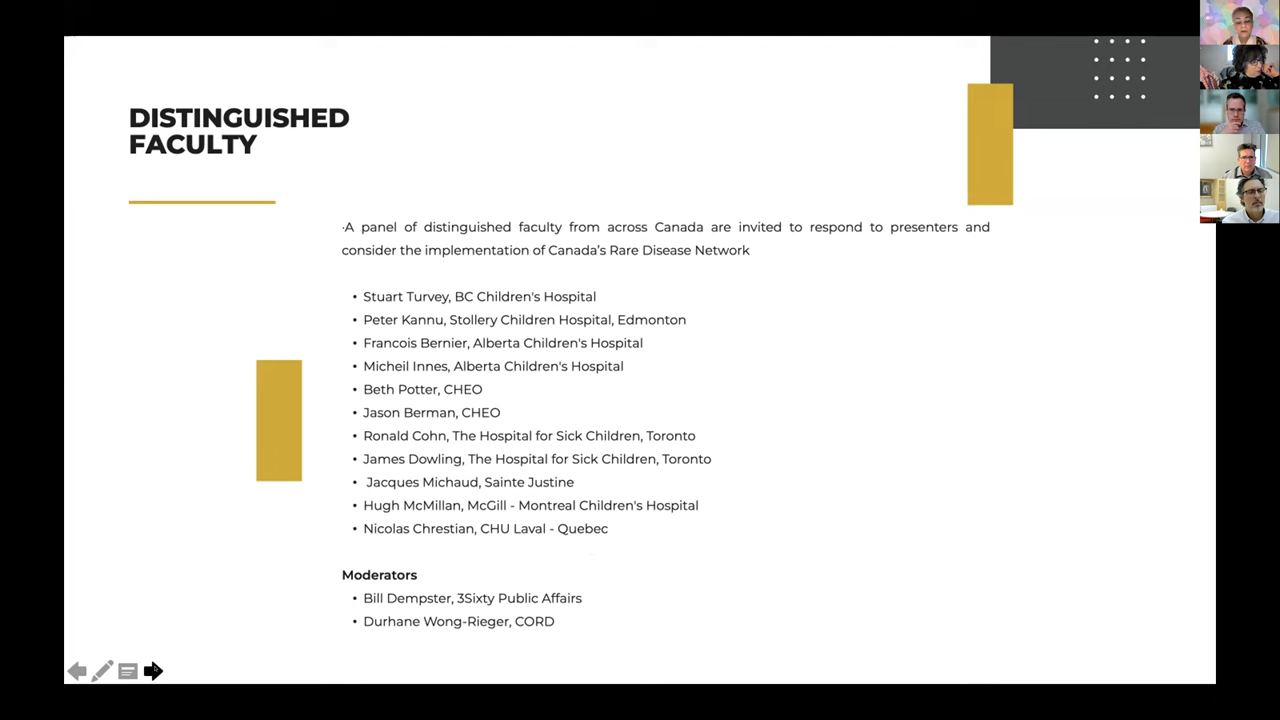 DISTINGUISHED
FACULTY
·A panel of distinguished faculty from across Canada are invited to respond to presenters and
consider the implementation of Canada’s Rare Disease Network
• Stuart Turvey, BC Children's Hospital
• Peter Kannu, Stollery Children Hospital, Edmonton
• Francois Bernier, Alberta Children's Hospital
• Micheil Innes, Alberta Children's Hospital
• Beth Potter, CHEO
• Jason Berman, CHEO
• Ronald Cohn, The Hospital for Sick Children, Toronto
• James Dowling, The Hospital for Sick Children, Toronto
• Jacques Michaud, Sainte Justine
• Hugh McMillan, McGill - Montreal Children's Hospital
• Nicolas Chrestian, CHU Laval - Quebec
Moderators
• Bill Dempster, 3Sixty Public Affairs
• Durhane Wong-Rieger, CORD